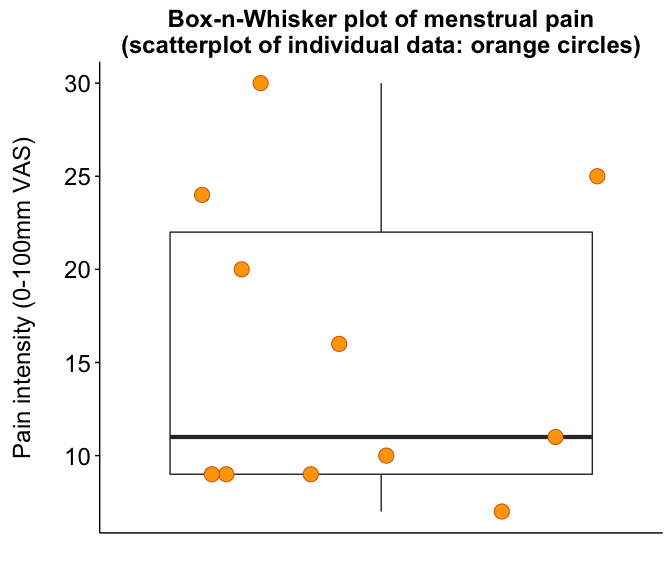 Box-n-Whisker plot of menstrual pain
(scatterplot of individual data: orange circles)
Pain intensity (0-100mm VAS)
30
25
20
15
10